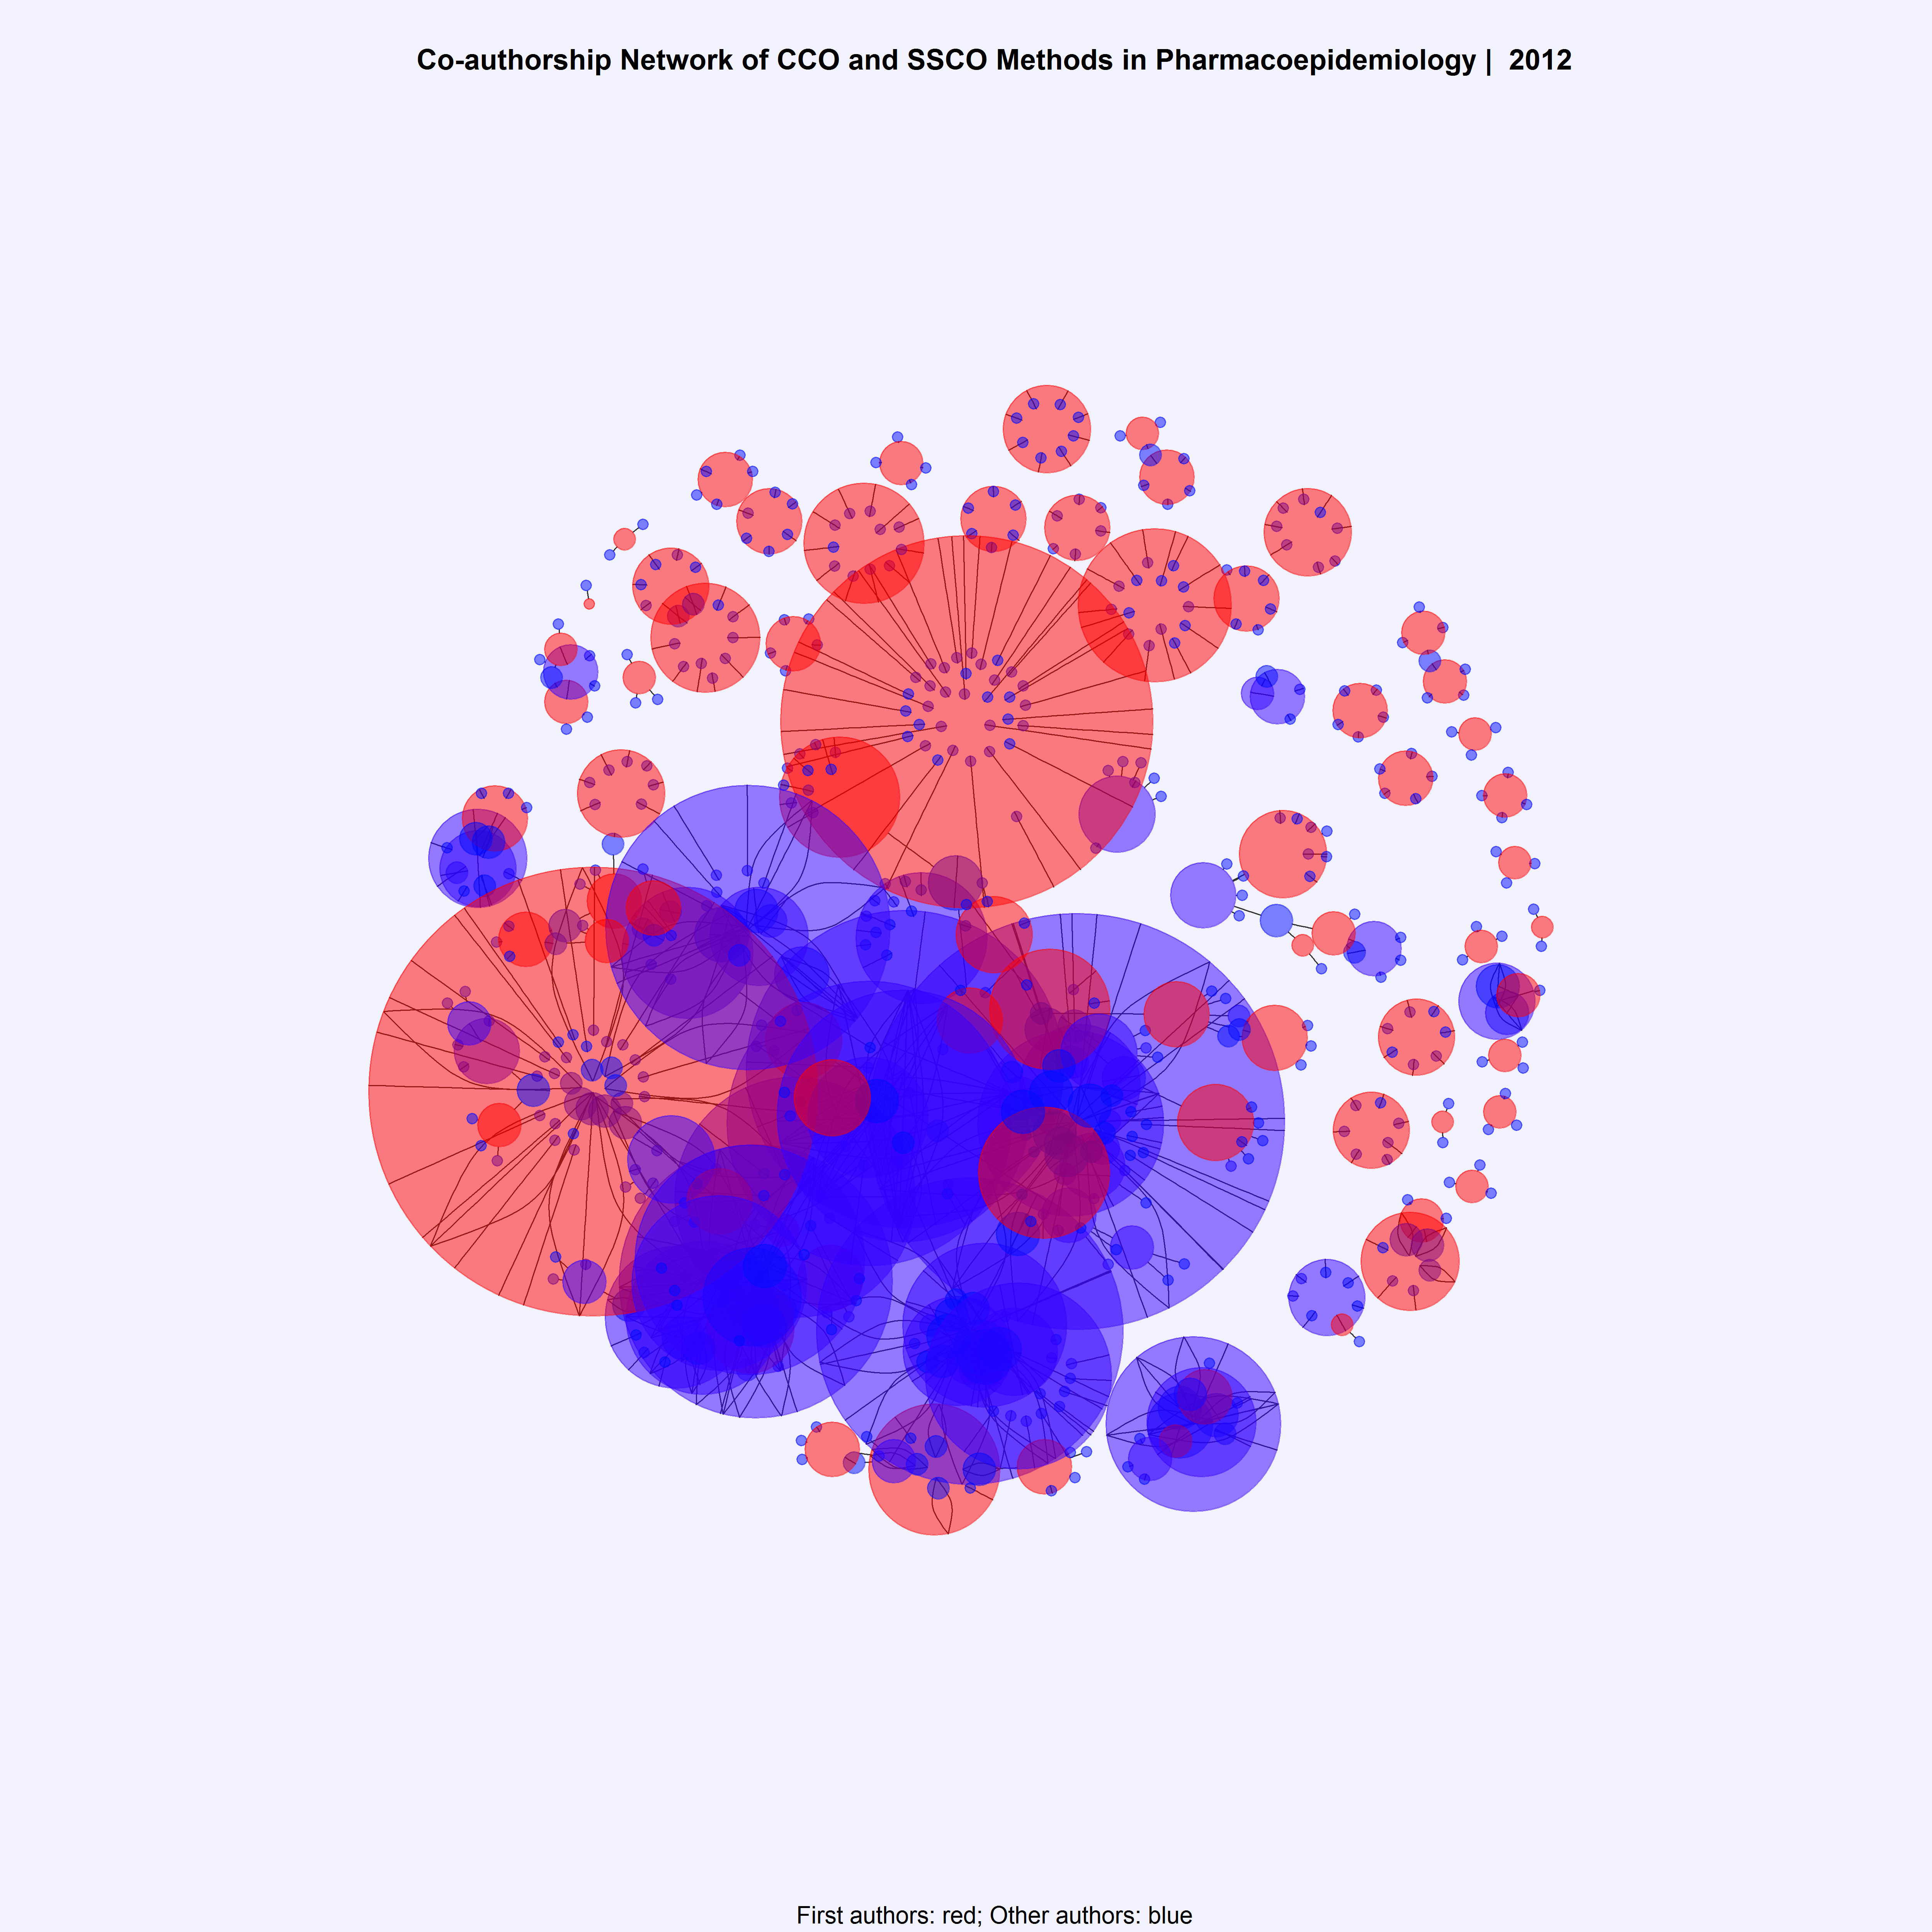 Co-authorship Network of CCO and SSCO Methods in Pharmacoepidemiology | 2012
First authors: red; Other authors: blue